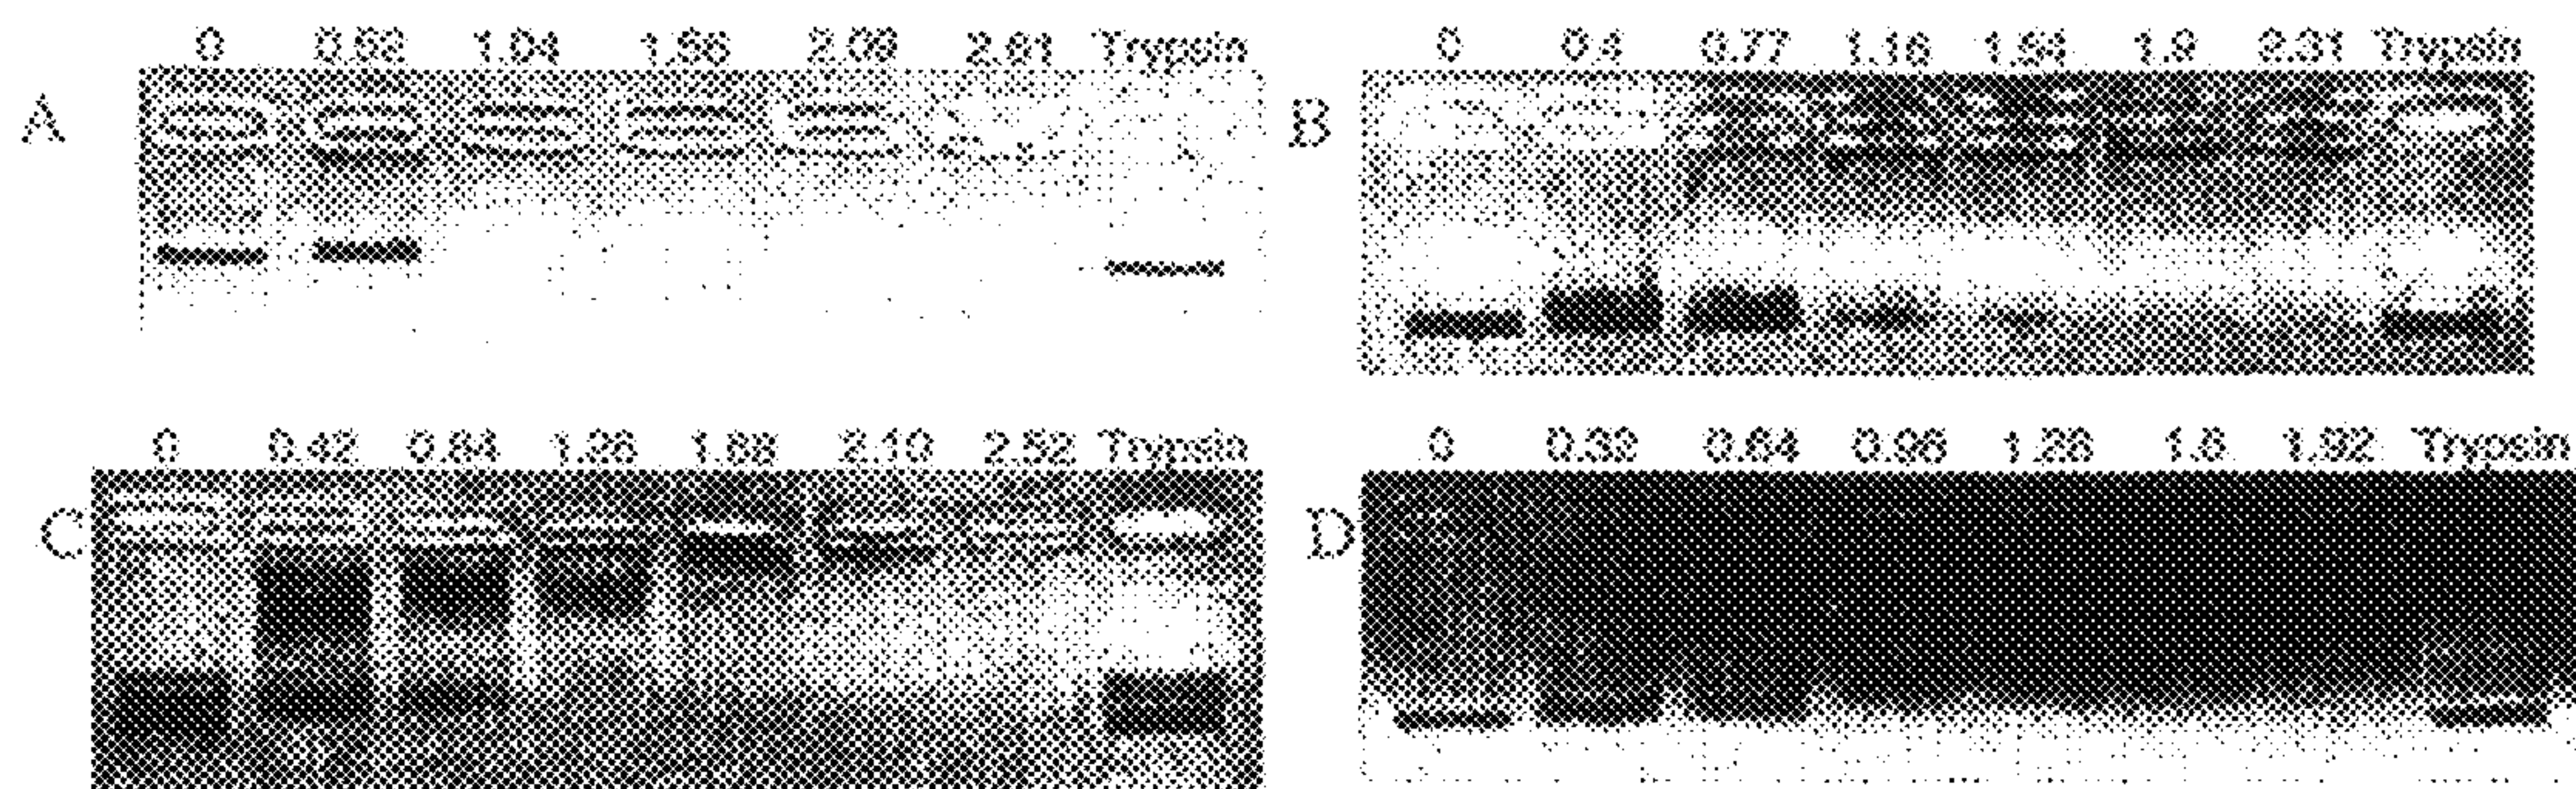 0 0.52 1.04 1.56 2.08 2.61 Trypsin
A
0 0.4 0.77 1.16 1.54 1.9 2.31 Trypsin
B
0 0.42 0.84 1.26 1.68 2.10 2.52 Trypsin
C
0 0.32 0.64 0.96 1.28 1.6 1.92 Trypsin
D